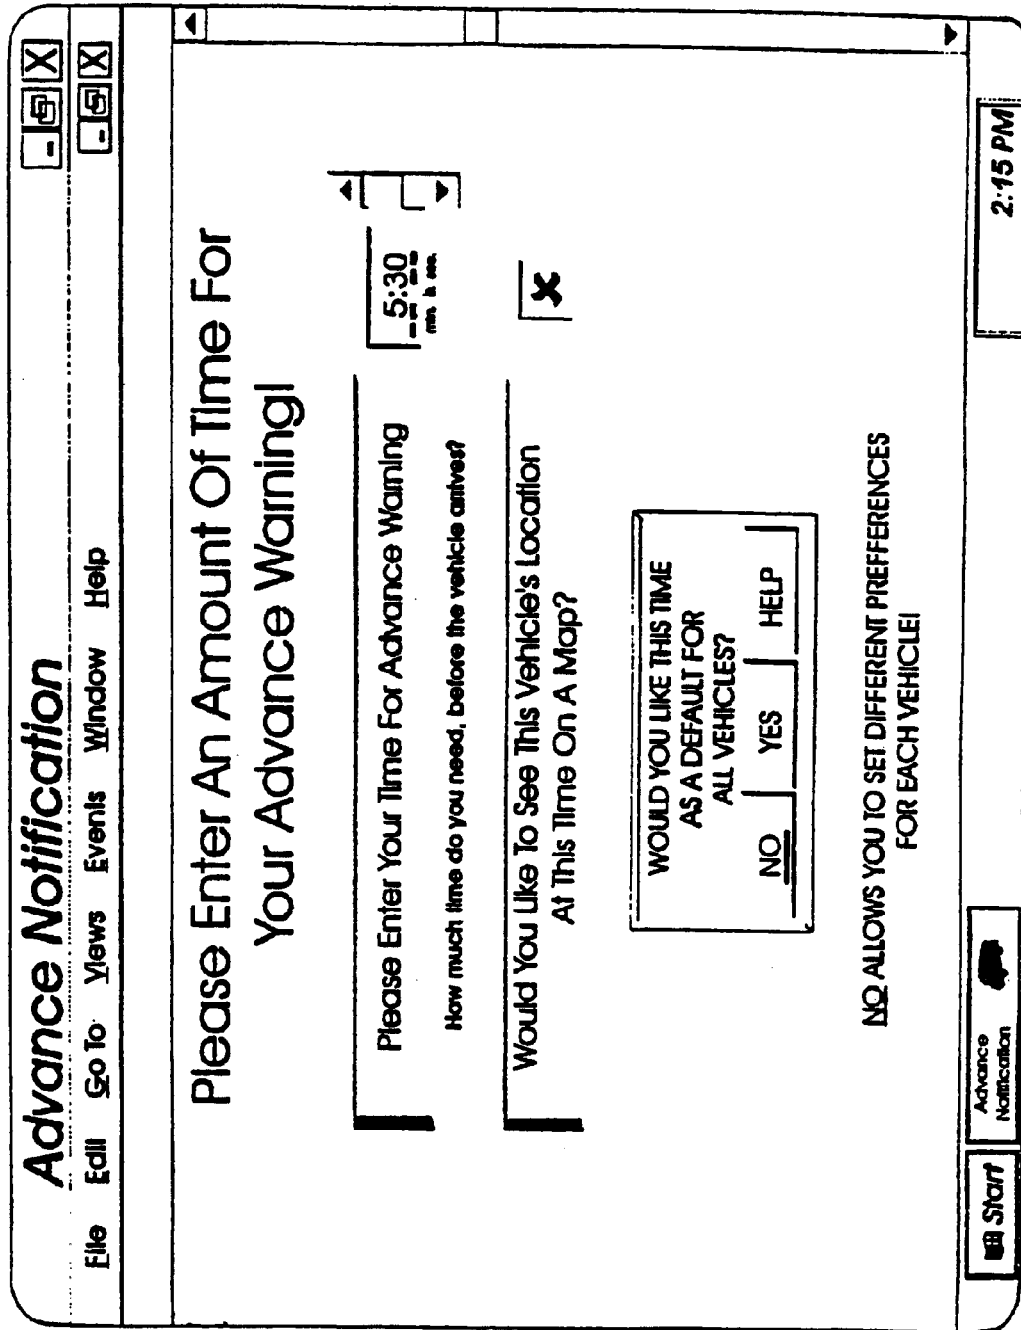 Advance Notification
File Edit Go To Views Events Window Help
Please Enter An Amount Of Time For
Your Advance Warning!
Please Enter Your Time For Advance Warning
5:30
min. & sec.
How much time do you need, before the vehicle arrives?
Would You Like To See This Vehicle's Location
At This Time On A Map?
WOULD YOU LIKE THIS TIME
AS A DEFAULT FOR
ALL VEHICLES?
NO YES HELP
NO ALLOWS YOU TO SET DIFFERENT PREFFERENCES
FOR EACH VEHICLE!
Start
Advance
Notification
2:15 PM